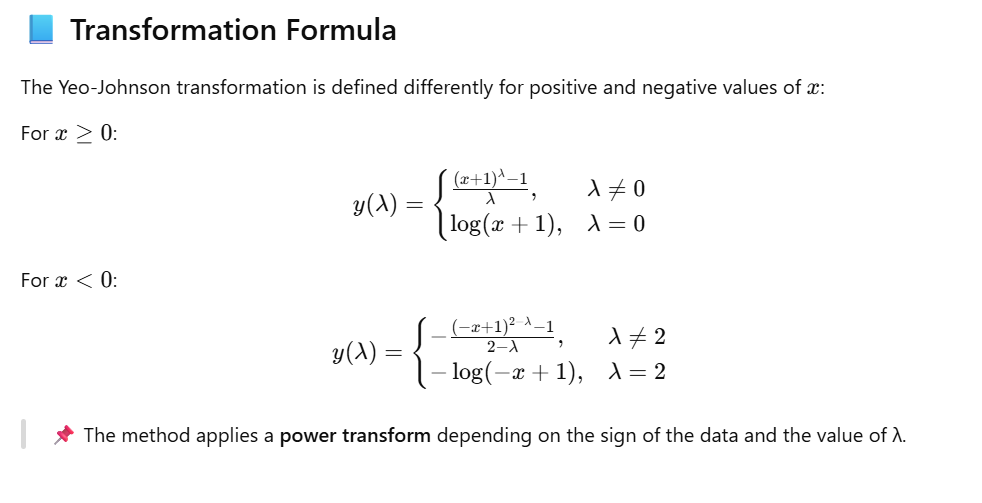 📘 Transformation Formula
The Yeo-Johnson transformation is defined differently for positive and negative values of x:
For x ≥ 0:
y(λ) = { ((x+1)^λ−1)/λ, λ ≠ 0
log(x + 1), λ = 0
For x < 0:
y(λ) = { −((−x+1)^(2−λ)−1)/(2−λ), λ ≠ 2
− log(−x + 1), λ = 2
📌 The method applies a power transform depending on the sign of the data and the value of λ.